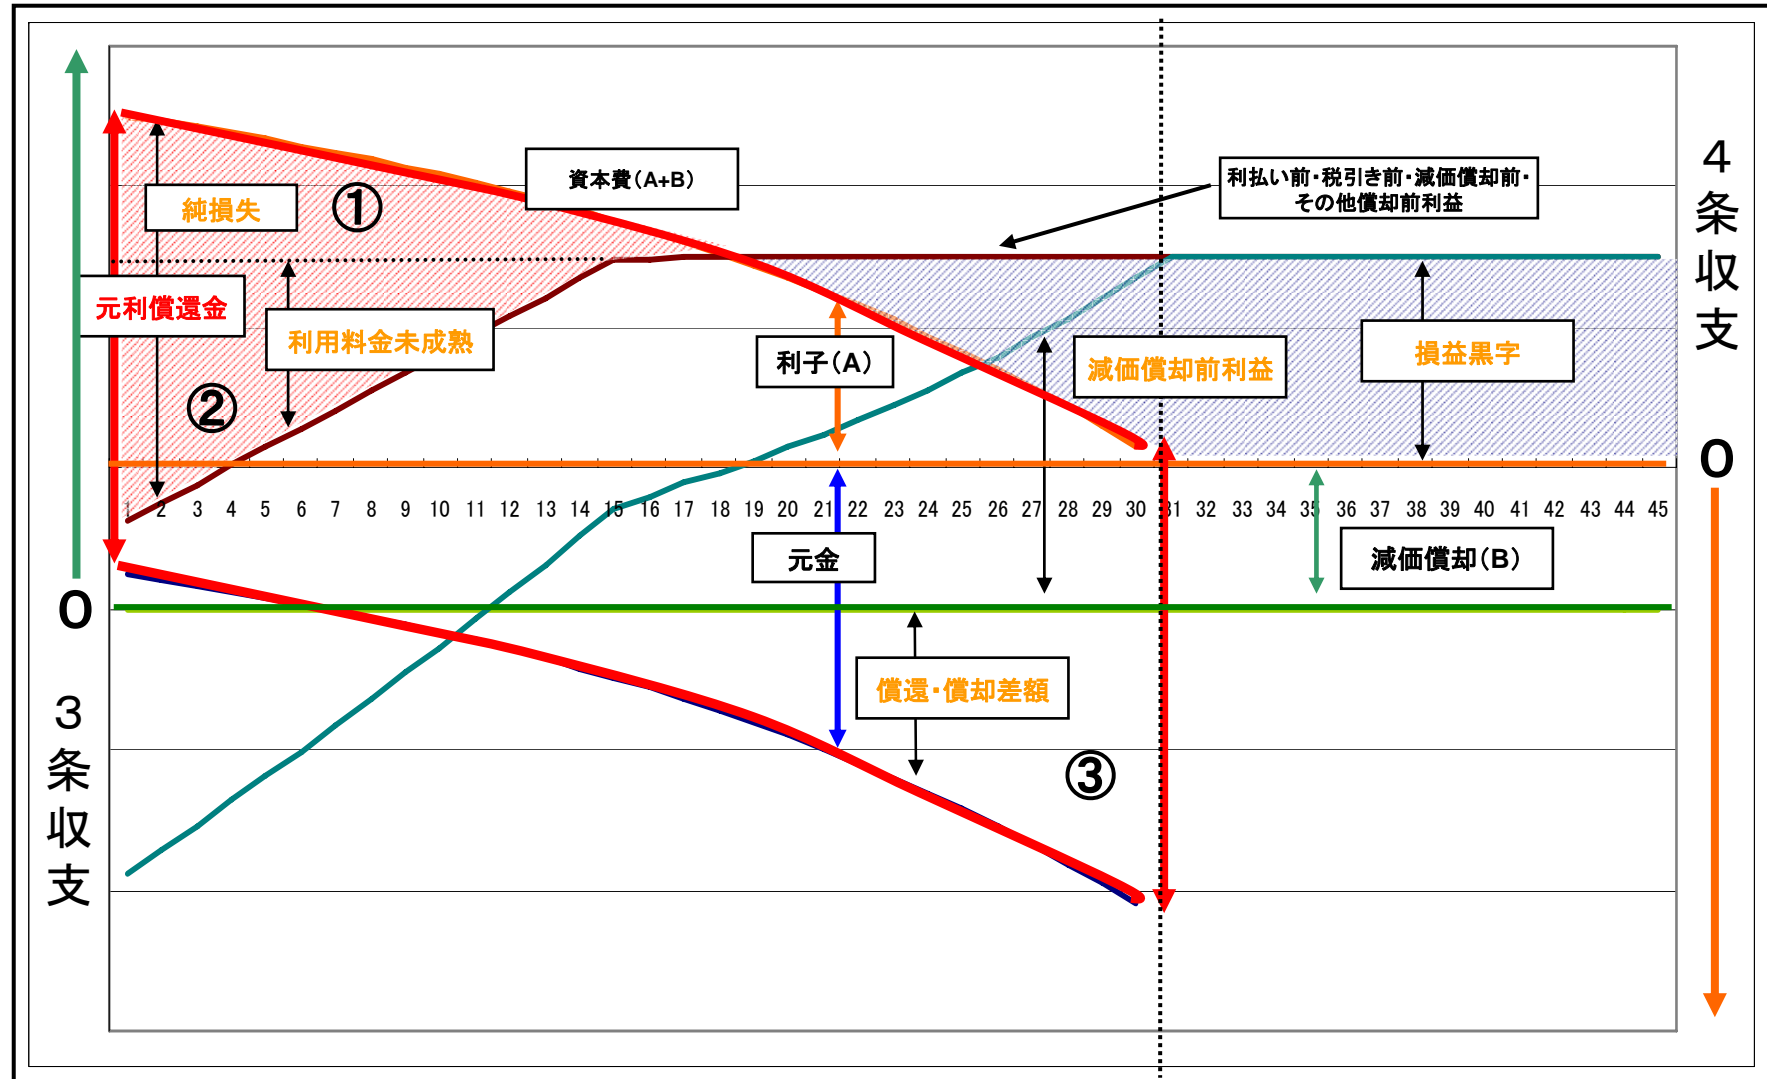 純損失
①
資本費(A+B)
利払い前・税引き前・減価償却前・
その他償却前利益
4
条
収
支
元利償還金
利用料金未成熟
②
利子(A)
減価償却前利益
損益黒字
0
1 2 3 4 5 6 7 8 9 10 11 12 13 14 15 16 17 18 19 20 21 22 23 24 25 26 27 28 29 30 31 32 33 34 35 36 37 38 39 40 41 42 43 44 45
元金
減価償却(B)
0
償還・償却差額
③
3
条
収
支